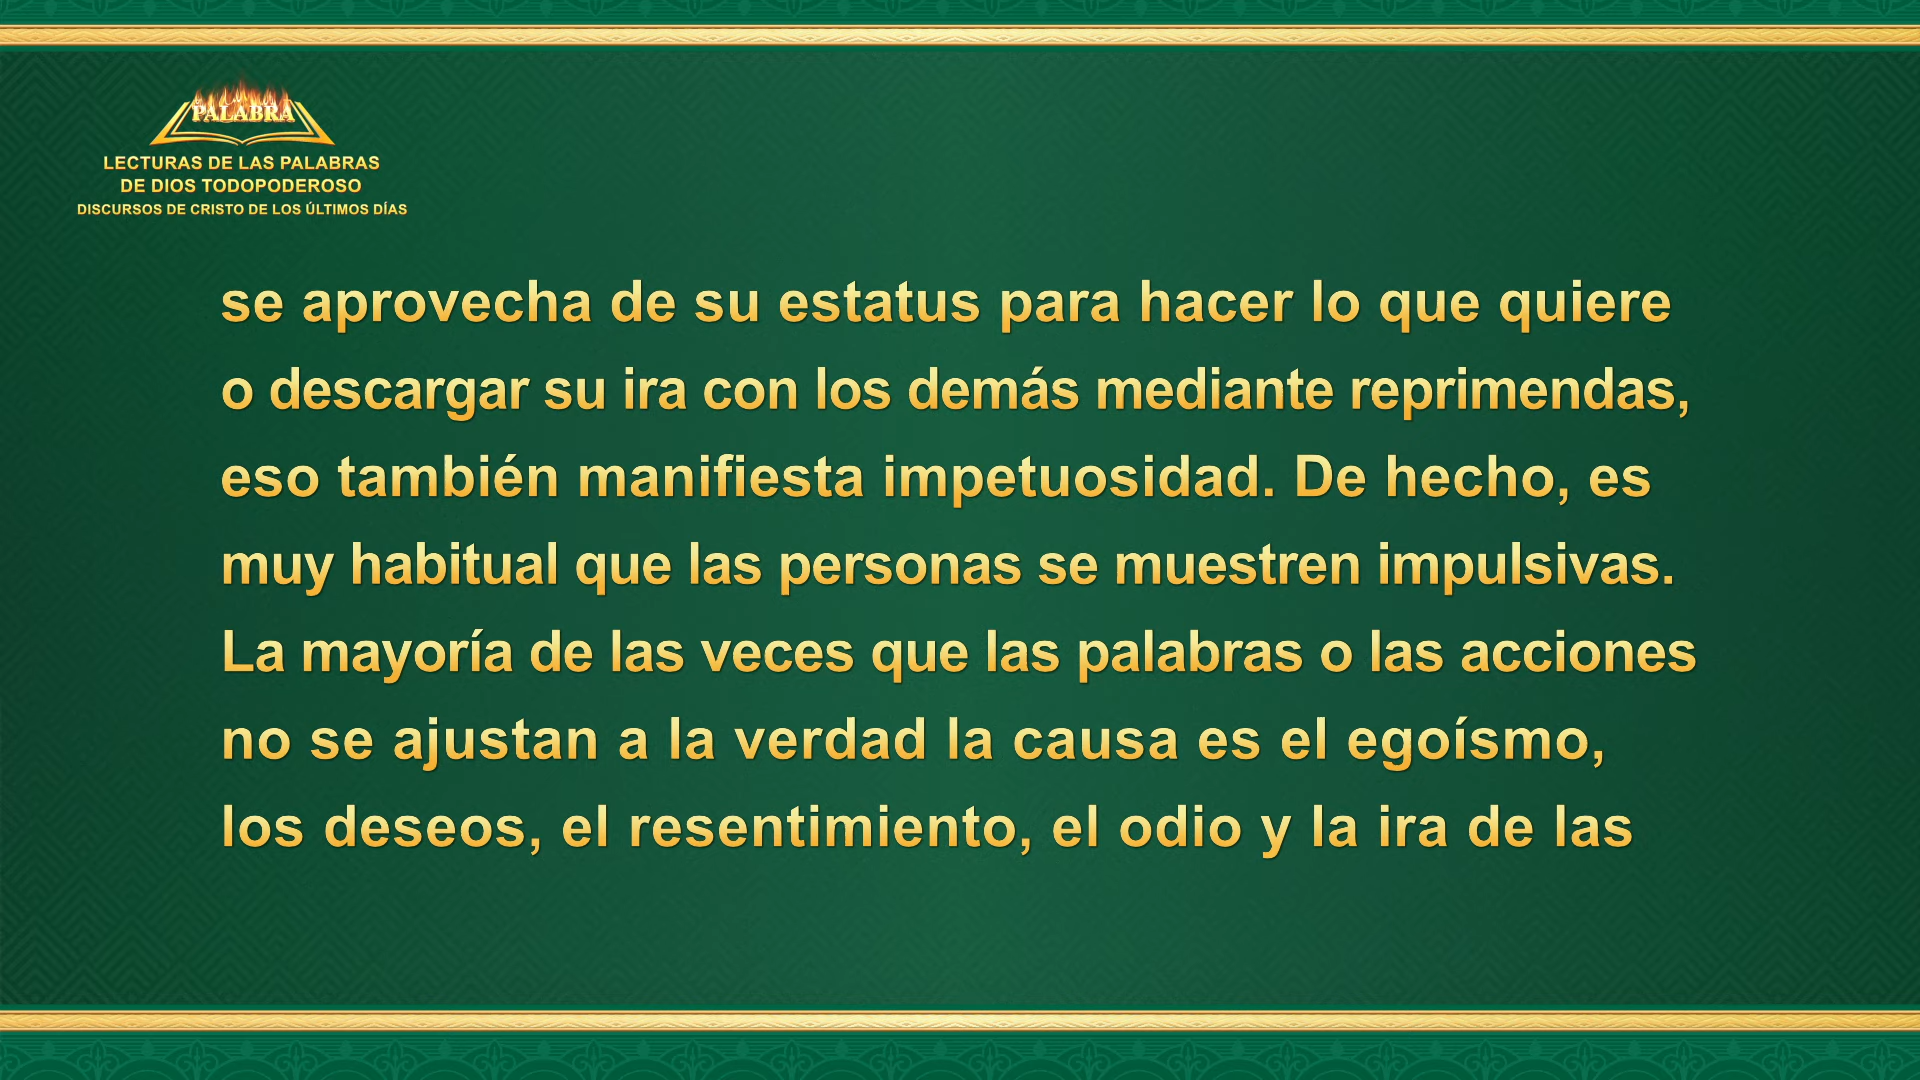 PALABRA
LECTURAS DE LAS PALABRAS
DE DIOS TODOPODEROSO
DISCURSOS DE CRISTO DE LOS ÚLTIMOS DÍAS
se aprovecha de su estatus para hacer lo que quiere
o descargar su ira con los demás mediante reprimendas,
eso también manifiesta impetuosidad. De hecho, es
muy habitual que las personas se muestren impulsivas.
La mayoría de las veces que las palabras o las acciones
no se ajustan a la verdad la causa es el egoísmo,
los deseos, el resentimiento, el odio y la ira de las